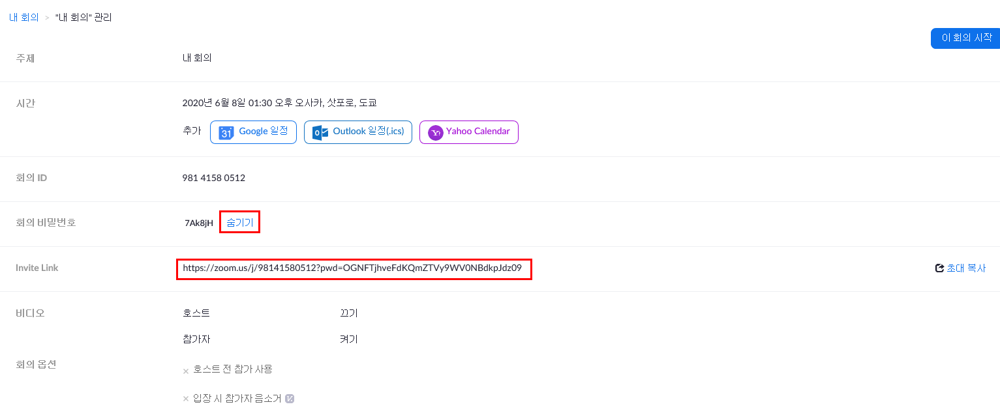 내 회의 > "내 회의" 관리
이 회의 시작
주제 내 회의
시간 2020년 6월 8일 01:30 오후 오사카, 삿포로, 도쿄
추가 31 Google 일정 Outlook 일정(.ics) Yahoo Calendar
회의 ID 981 4158 0512
회의 비밀번호 7Ak8jH 숨기기
Invite Link https://zoom.us/j/98141580512?pwd=OGNFTjhveFdKQmZTVy9WV0NBdkpJdz09 초대 복사
비디오 호스트 끄기
참가자 켜기
회의 옵션
× 호스트 전 참가 사용
× 입장 시 참가자 음소거